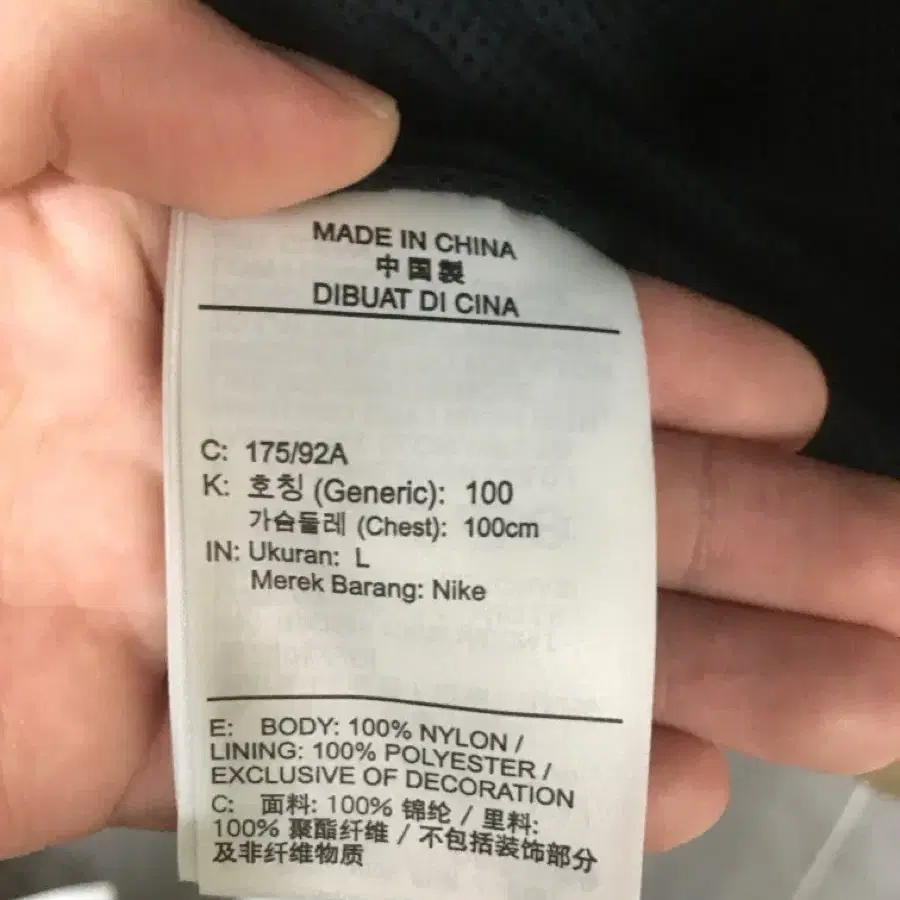 MADE IN CHINA
中国製
DIBUAT DI CINA
C: 175/92A
K: 호칭 (Generic): 100
가슴둘레 (Chest): 100cm
IN: Ukuran: L
Merek Barang: Nike
E: BODY: 100% NYLON /
LINING: 100% POLYESTER /
EXCLUSIVE OF DECORATION
C: 面料: 100% 锦纶 / 里料:
100% 聚酯纤维 / 不包括装饰部分
及非纤维物质